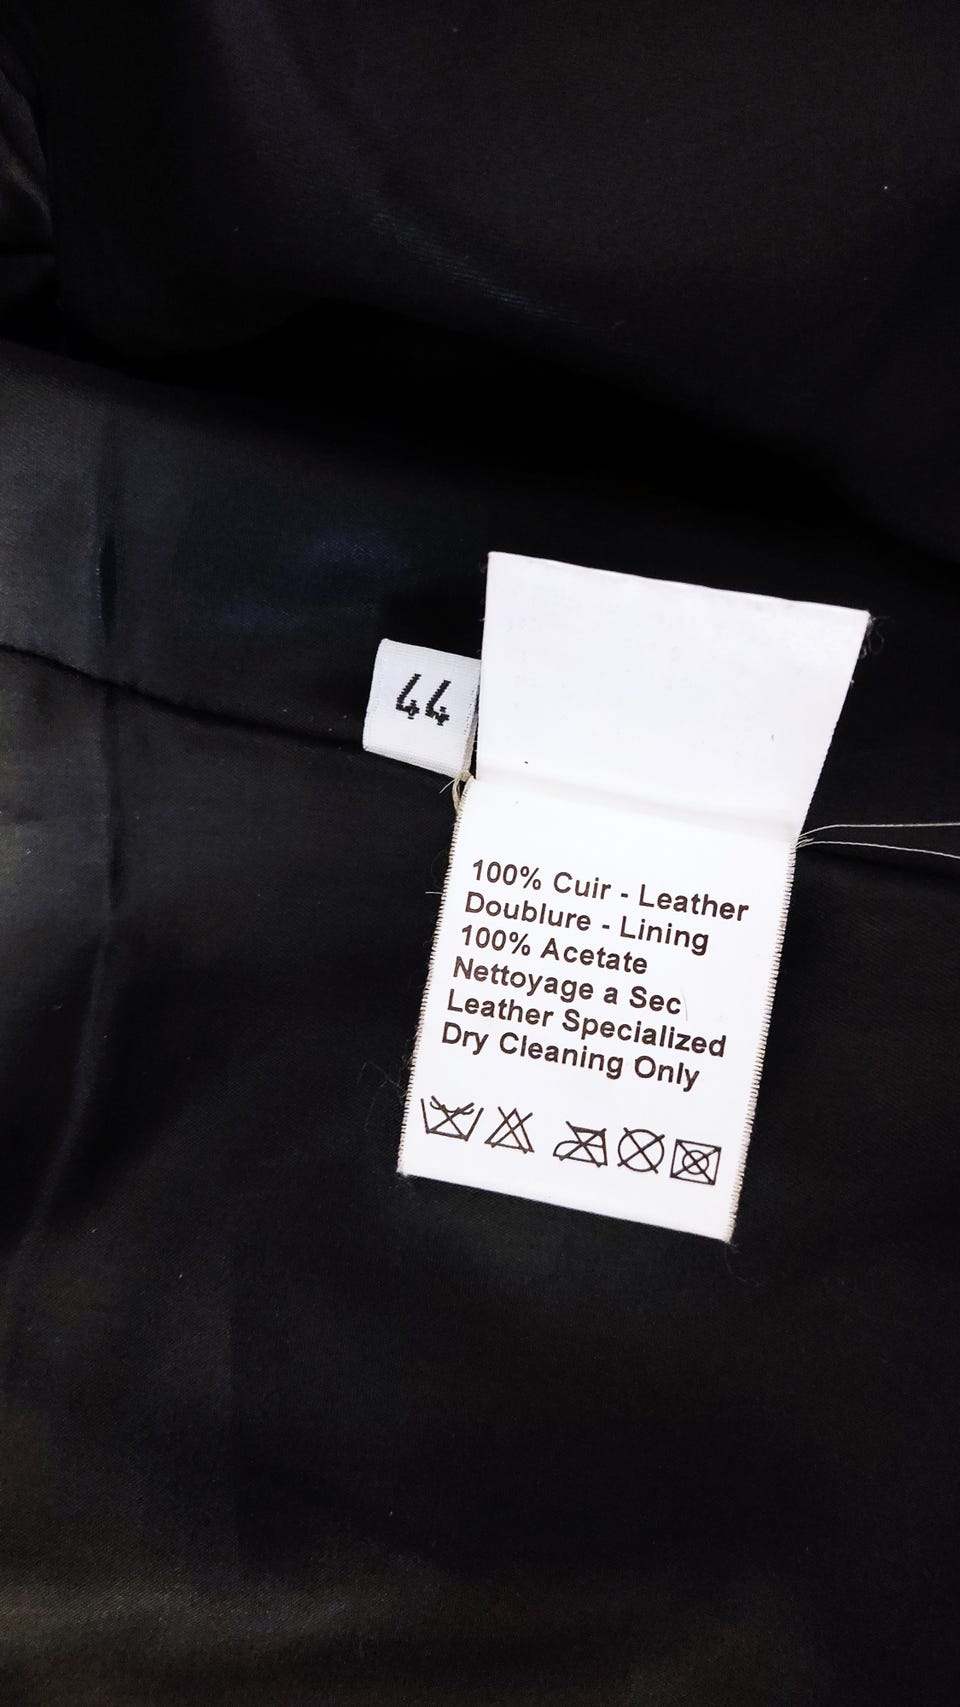 44
100% Cuir - Leather
Doublure - Lining
100% Acetate
Nettoyage a Sec
Leather Specialized
Dry Cleaning Only